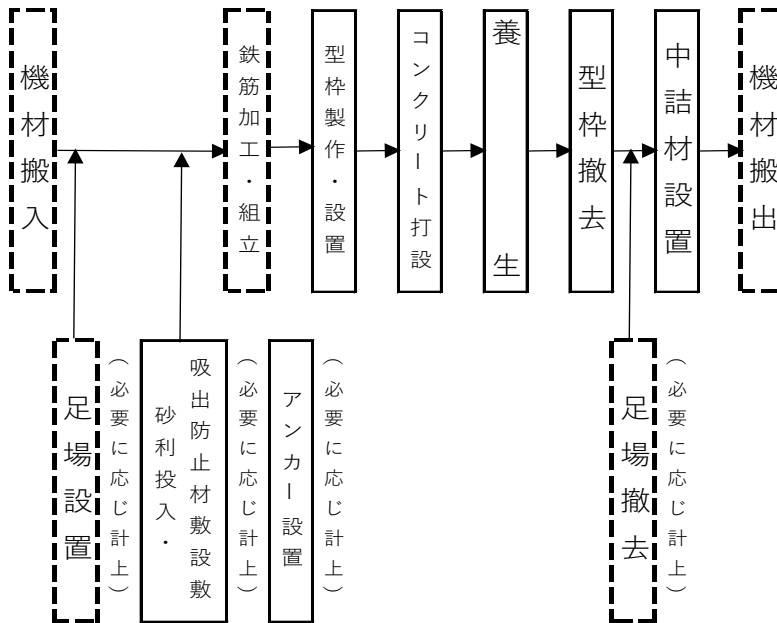 機材搬入
鉄筋加工・組立
型枠製作・設置
コンクリート打設
養生
型枠撤去
中詰材設置
機材搬出
足場設置
（必要に応じ計上）
吸出防止材敷設敷
砂利投入・
（必要に応じ計上）
アンカー設置
（必要に応じ計上）
足場撤去
（必要に応じ計上）